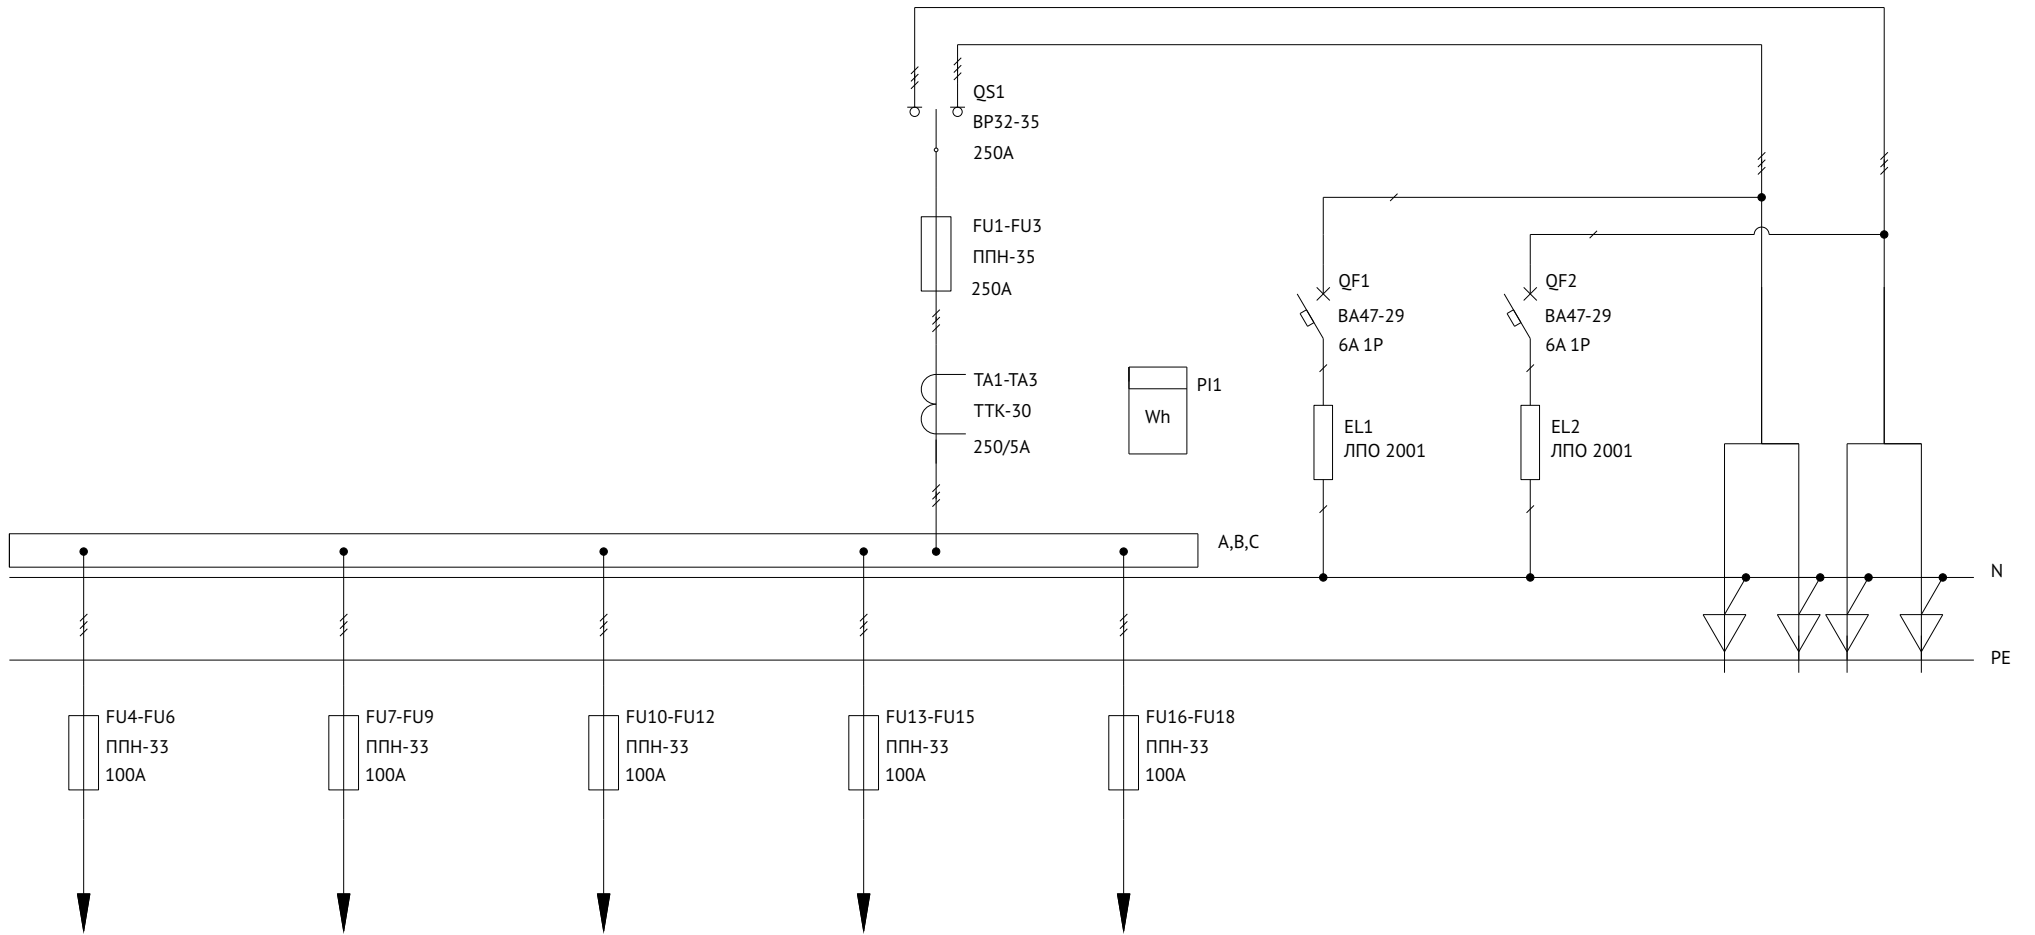 QS1
ВР32-35
250А
FU1-FU3
ППН-35
250А
TA1-TA3
ТТК-30
250/5А
PI1
Wh
QF1
ВА47-29
6А 1Р
QF2
ВА47-29
6А 1Р
EL1
ЛПО 2001
EL2
ЛПО 2001
A,B,C
N
PE
FU4-FU6
ППН-33
100А
FU7-FU9
ППН-33
100А
FU10-FU12
ППН-33
100А
FU13-FU15
ППН-33
100А
FU16-FU18
ППН-33
100А